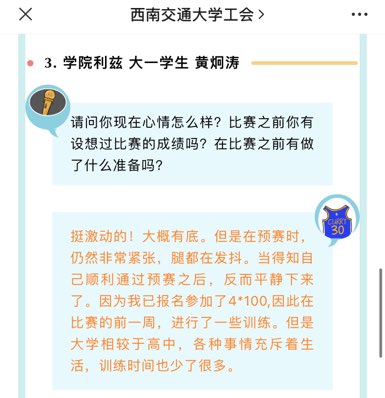 西南交通大学工会
3. 学院利兹 大一学生 黄炯涛
请问你现在心情怎么样？比赛之前你有
设想过比赛的成绩吗？在比赛之前有做
了什么准备吗？
CURRY
30
挺激动的！大概有底。但是在预赛时，
仍然非常紧张，腿都在发抖。当得知自
己顺利通过预赛之后，反而平静下来
了。因为我已报名参加了4*100,因此在
比赛的前一周，进行了一些训练。但是
大学相较于高中，各种事情充斥着生
活，训练时间也少了很多。